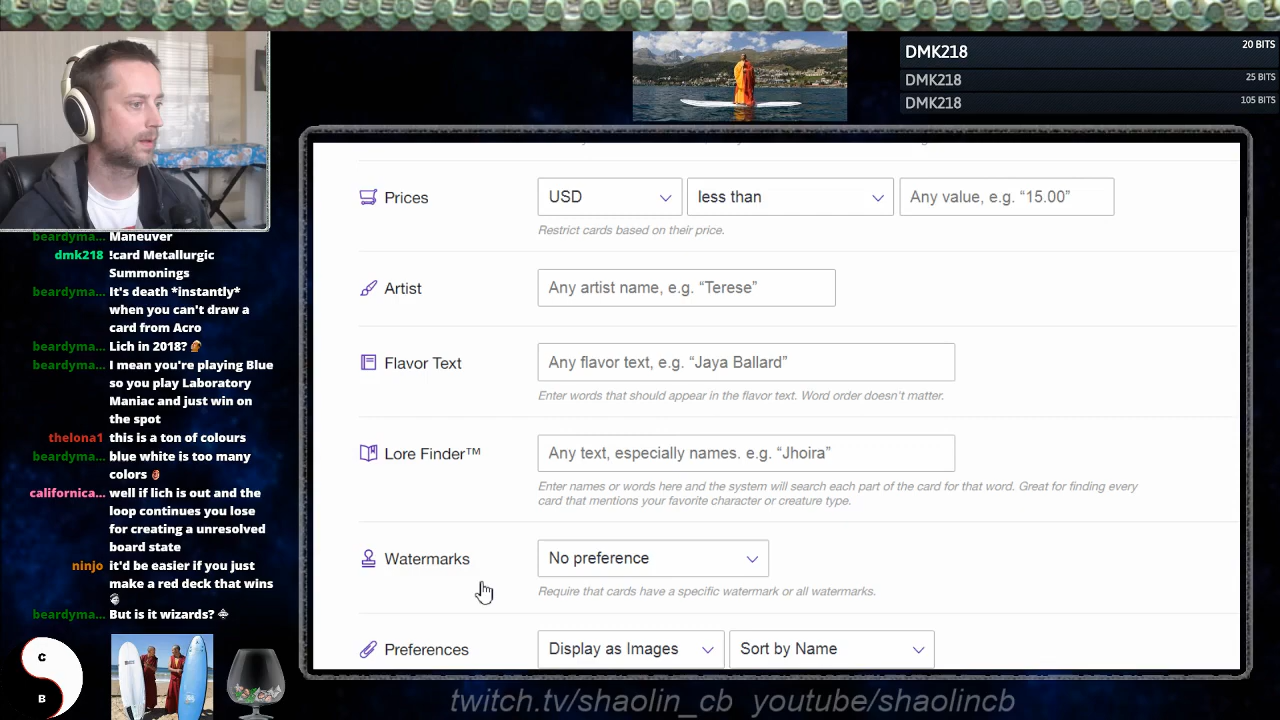 DMK218 20 BITS
DMK218 25 BITS
DMK218 105 BITS
Prices USD less than Any value, e.g. “15.00”
Restrict cards based on their price.
Artist Any artist name, e.g. “Terese”
Flavor Text Any flavor text, e.g. “Jaya Ballard”
Enter words that should appear in the flavor text. Word order doesn't matter.
Lore Finder™ Any text, especially names. e.g. “Jhoira”
Enter names or words here and the system will search each part of the card for that word. Great for finding every
card that mentions your favorite character or creature type.
Watermarks No preference
Require that cards have a specific watermark or all watermarks.
Preferences Display as Images Sort by Name
beardyma... Maneuver
dmk218 !card Metallurgic
Summonings
beardyma... It's death *instantly*
when you can't draw a
card from Acro
beardyma... Lich in 2018?
beardyma... I mean you're playing Blue
so you play Laboratory
Maniac and just win on
the spot
thelona1 this is a ton of colours
beardyma... blue white is too many
colors
californica... well if lich is out and the
loop continues you lose
for creating a unresolved
board state
ninjo it'd be easier if you just
make a red deck that wins
beardyma... But is it wizards?
C
B
twitch.tv/shaolin_cb youtube/shaolincb